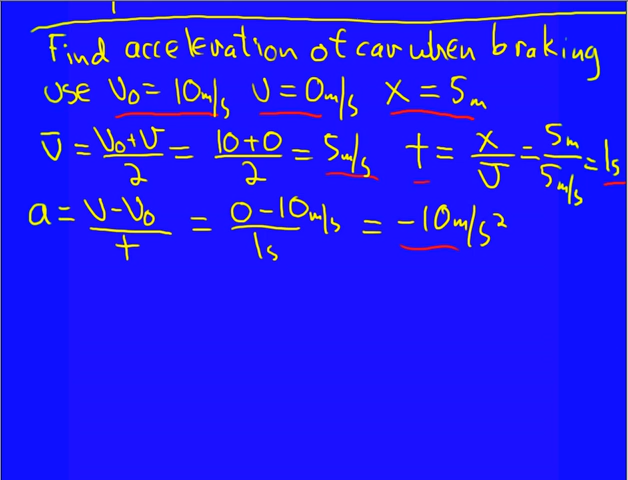 Find acceleration of car when braking
use V₀ = 10m/s V = 0m/s X = 5m
V̅ = V₀+V/2 = 10+0/2 = 5m/s t = X/V̅ = 5m/5m/s = 1s
a = V-V₀/t = 0-10m/s/1s = -10m/s²